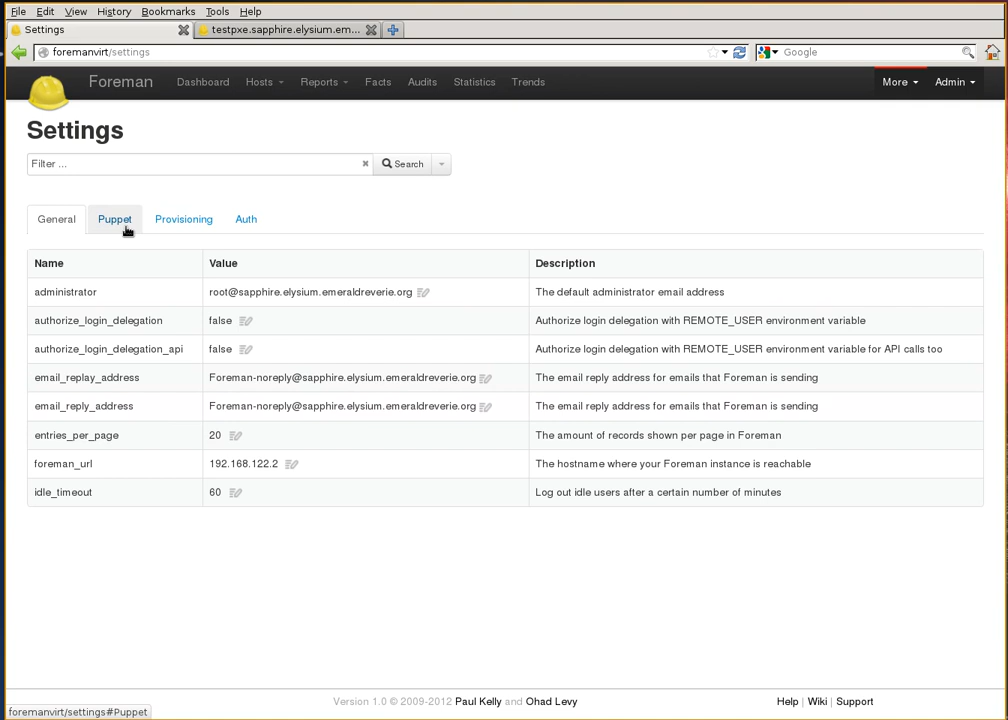 File Edit View History Bookmarks Tools Help
Settings testpxe.sapphire.elysium.em...
foremanvirt/settings Google
Foreman Dashboard Hosts Reports Facts Audits Statistics Trends More Admin
Settings
Filter ... Search
General Puppet Provisioning Auth
Name Value Description
administrator root@sapphire.elysium.emeraldreverie.org The default administrator email address
authorize_login_delegation false Authorize login delegation with REMOTE_USER environment variable
authorize_login_delegation_api false Authorize login delegation with REMOTE_USER environment variable for API calls too
email_replay_address Foreman-noreply@sapphire.elysium.emeraldreverie.org The email reply address for emails that Foreman is sending
email_reply_address Foreman-noreply@sapphire.elysium.emeraldreverie.org The email reply address for emails that Foreman is sending
entries_per_page 20 The amount of records shown per page in Foreman
foreman_url 192.168.122.2 The hostname where your Foreman instance is reachable
idle_timeout 60 Log out idle users after a certain number of minutes
Version 1.0 © 2009-2012 Paul Kelly and Ohad Levy Help | Wiki | Support
foremanvirt/settings#Puppet